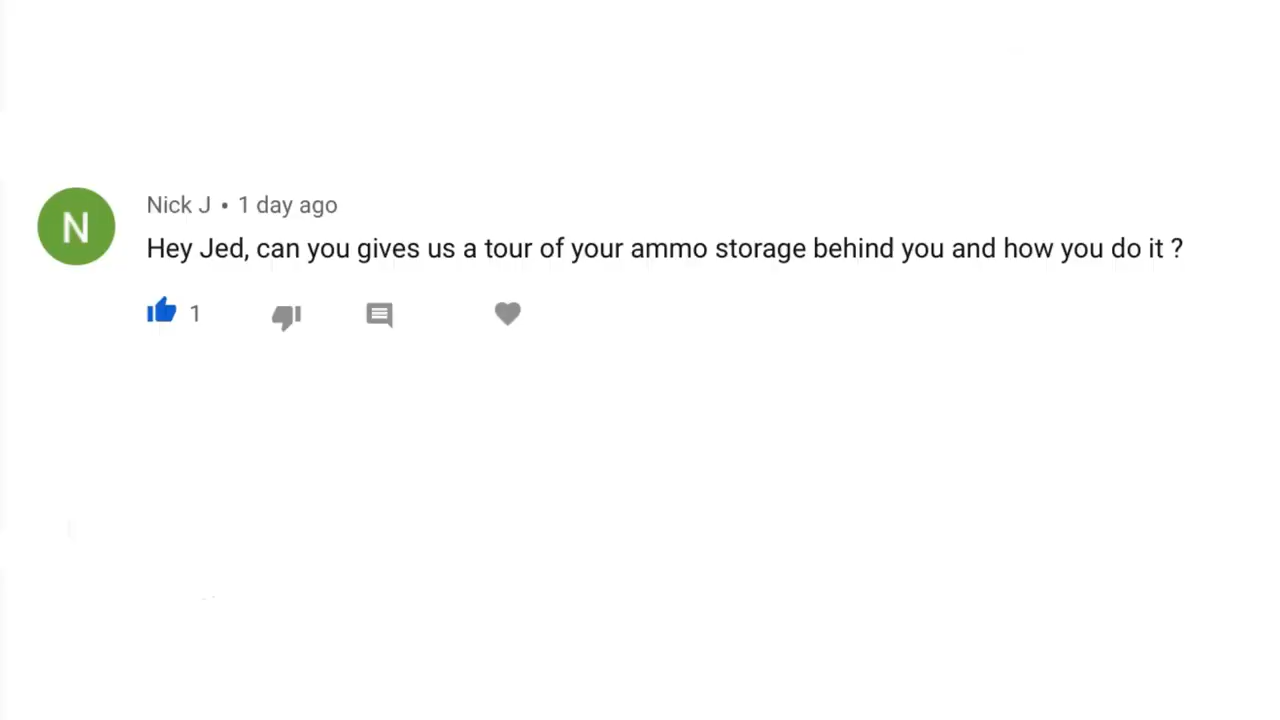 N
Nick J • 1 day ago
Hey Jed, can you gives us a tour of your ammo storage behind you and how you do it ?
1